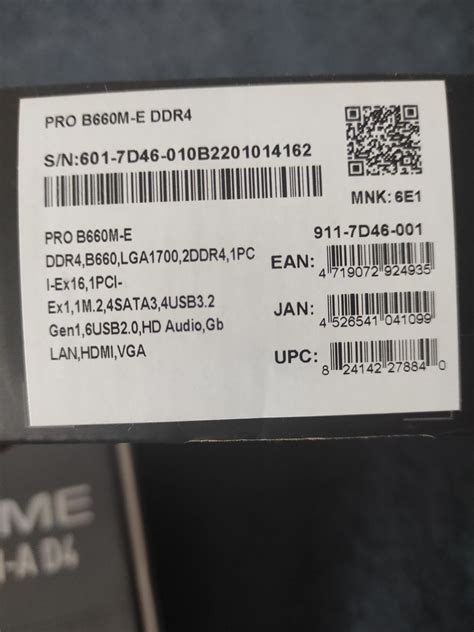 PRO B660M-E DDR4
S/N:601-7D46-010B2201014162
MNK: 6E1
PRO B660M-E
911-7D46-001
DDR4,B660,LGA1700,2DDR4,1PC
I-Ex16,1PCI-
Ex1,1M.2,4SATA3,4USB3.2
Gen1,6USB2.0,HD Audio,Gb
LAN,HDMI,VGA
EAN:
4 719072 924935
JAN:
4 526541 041099
UPC:
8 24142 27884 0
ME
-A D4